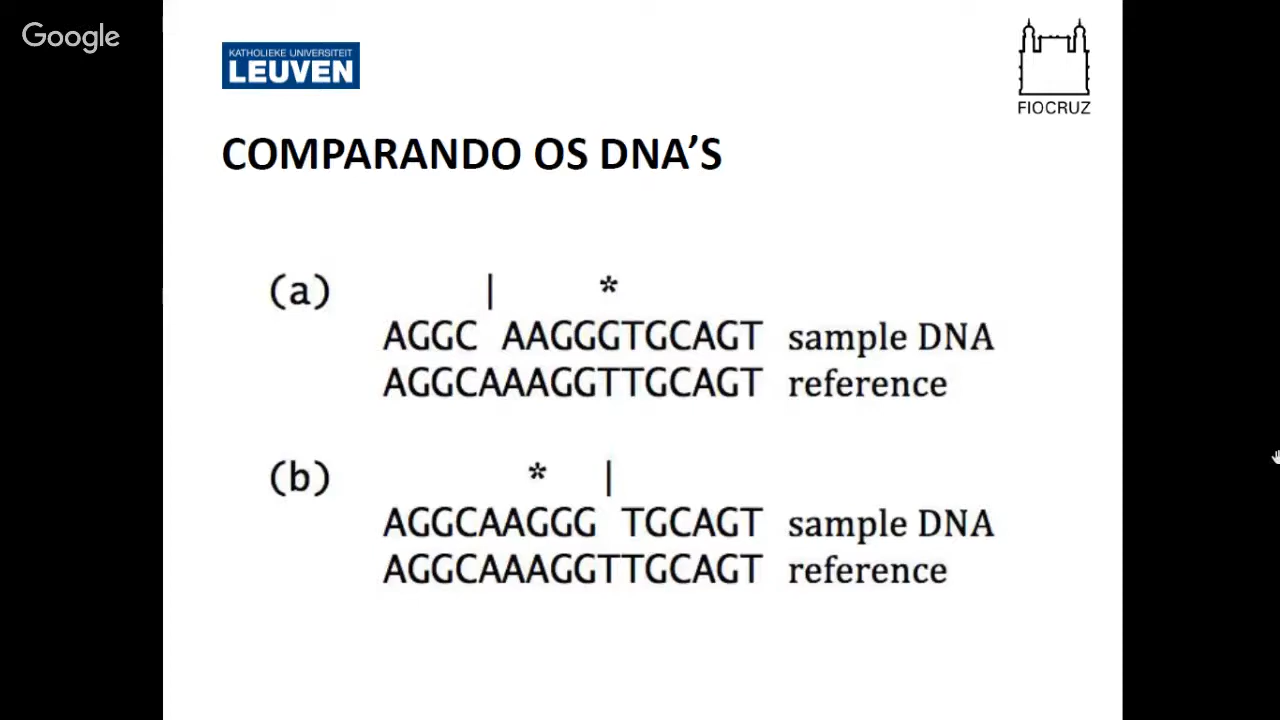 Google
KATHOLIEKE UNIVERSITEIT
LEUVEN
FIOCRUZ
COMPARANDO OS DNA’S
(a) | *
AGGC AAGGGTGCAGT sample DNA
AGGCAAAGGTTGCAGT reference
(b) * |
AGGCAAGGG TGCAGT sample DNA
AGGCAAAGGTTGCAGT reference